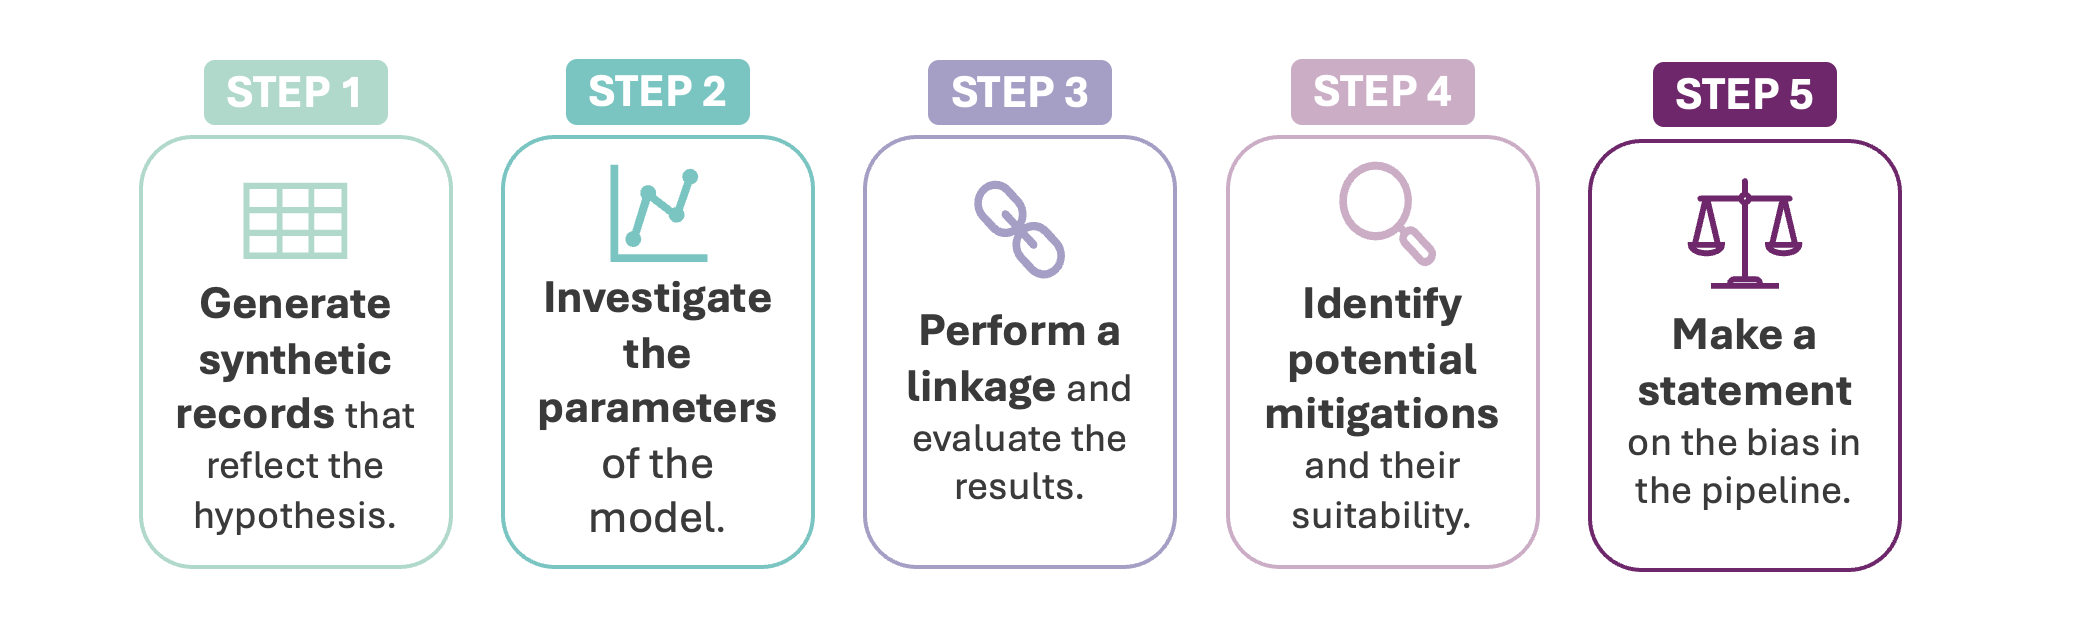 STEP 1
Generate
synthetic
records that
reflect the
hypothesis.
STEP 2
Investigate
the
parameters
of the
model.
STEP 3
Perform a
linkage and
evaluate the
results.
STEP 4
Identify
potential
mitigations
and their
suitability.
STEP 5
Make a
statement
on the bias in
the pipeline.